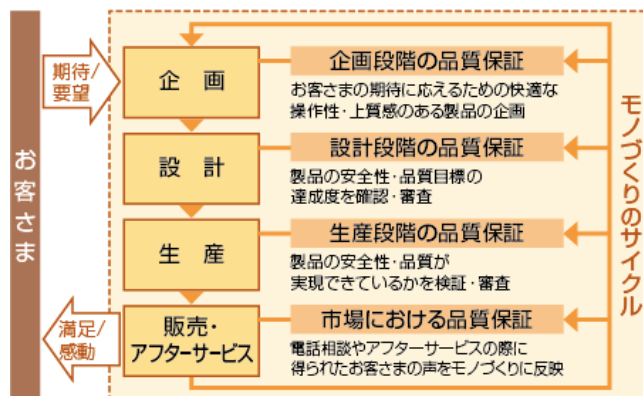 お客さま
期待/
要望
企画
企画段階の品質保証
お客さまの期待に応えるための快適な
操作性・上質感のある製品の企画
設計
設計段階の品質保証
製品の安全性・品質目標の
達成度を確認・審査
生産
生産段階の品質保証
製品の安全性・品質が
実現できているかを検証・審査
満足/
感動
販売・
アフターサービス
市場における品質保証
電話相談やアフターサービスの際に
得られたお客さまの声をモノづくりに反映
モノづくりのサイクル